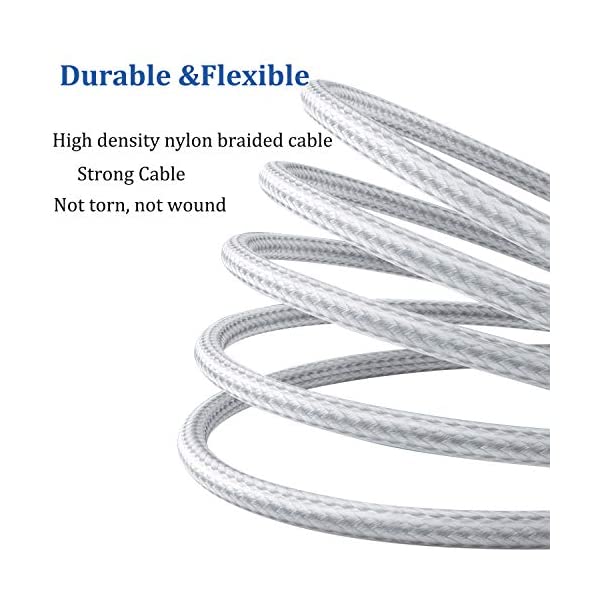 Durable &Flexible
High density nylon braided cable
Strong Cable
Not torn, not wound